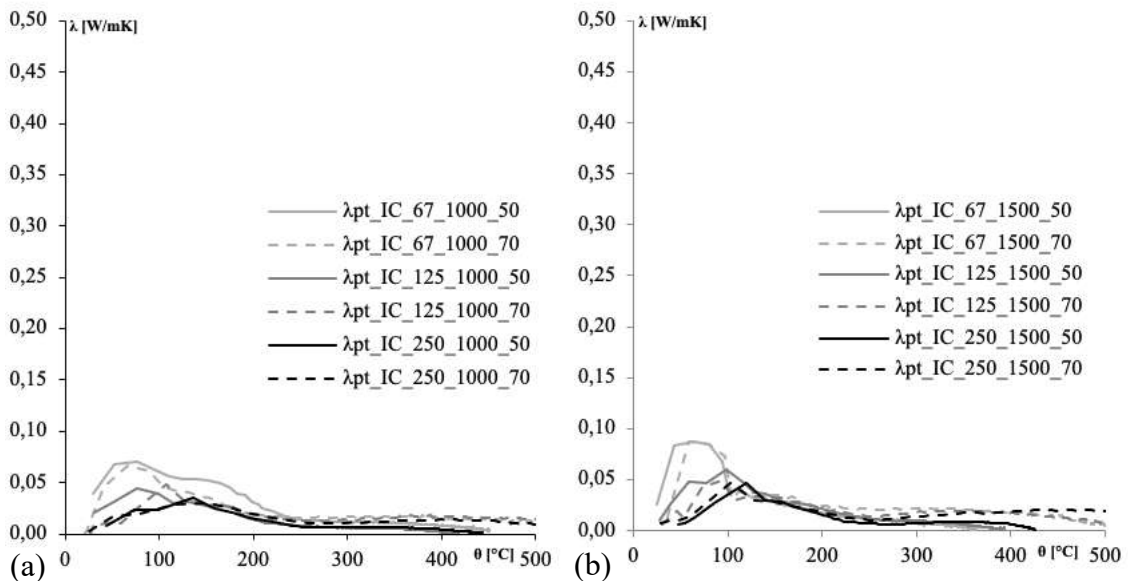 λ [W/mK]
0,50
0,45
0,40
0,35
0,30
0,25
0,20
0,15
0,10
0,05
0,00
λpt_IC_67_1000_50
λpt_IC_67_1000_70
λpt_IC_125_1000_50
λpt_IC_125_1000_70
λpt_IC_250_1000_50
λpt_IC_250_1000_70
0 100 200 300 400 500
θ [°C]
(a)
λ [W/mK]
0,50
0,45
0,40
0,35
0,30
0,25
0,20
0,15
0,10
0,05
0,00
λpt_IC_67_1500_50
λpt_IC_67_1500_70
λpt_IC_125_1500_50
λpt_IC_125_1500_70
λpt_IC_250_1500_50
λpt_IC_250_1500_70
0 100 200 300 400 500
θ [°C]
(b)